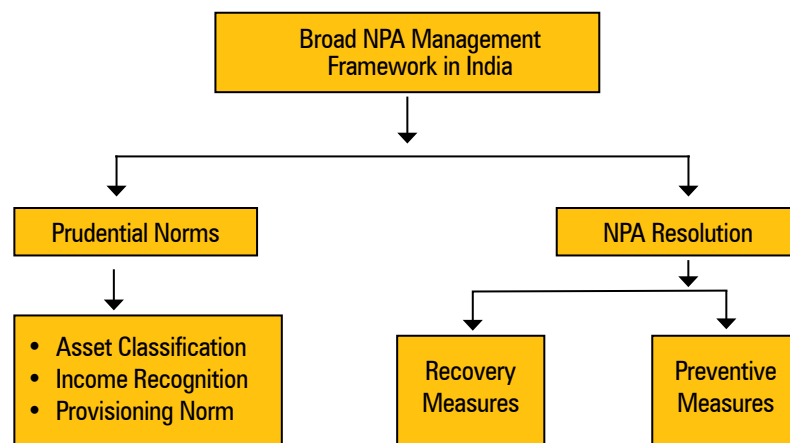 Broad NPA Management
Framework in India
Prudential Norms
NPA Resolution
• Asset Classification
• Income Recognition
• Provisioning Norm
Recovery
Measures
Preventive
Measures